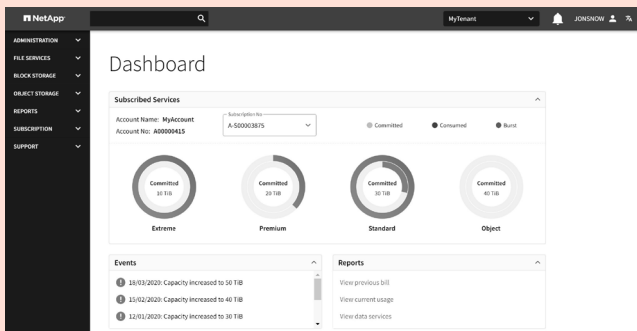 NetApp
MyTenant
JONSNOW
ADMINISTRATION
FILE SERVICES
BLOCK STORAGE
OBJECT STORAGE
REPORTS
SUBSCRIPTION
SUPPORT
Dashboard
Subscribed Services
Account Name: MyAccount
Account No: A00000415
Subscription No.
A-S00003875
Committed
Consumed
Burst
Committed
10 TiB
Extreme
Committed
20 TiB
Premium
Committed
30 TiB
Standard
Committed
40 TiB
Object
Events
18/03/2020: Capacity increased to 50 TiB
15/02/2020: Capacity increased to 40 TiB
12/01/2020: Capacity increased to 30 TiB
Reports
View previous bill
View current usage
View data services